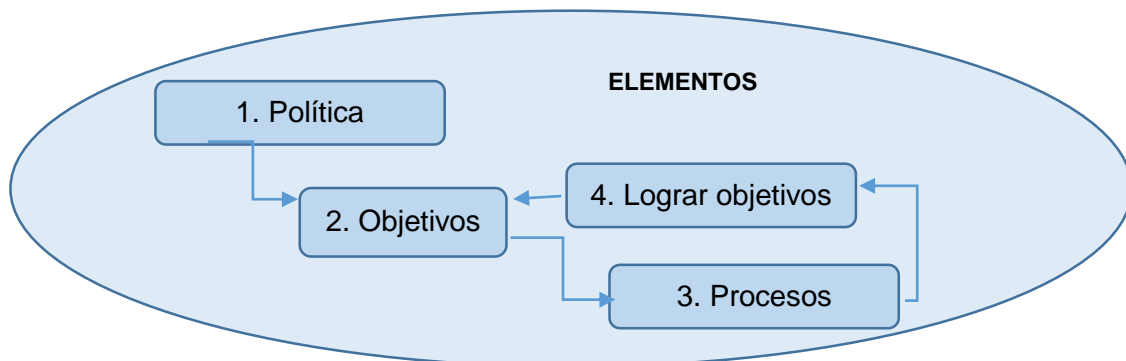 ELEMENTOS
1. Política
2. Objetivos
4. Lograr objetivos
3. Procesos